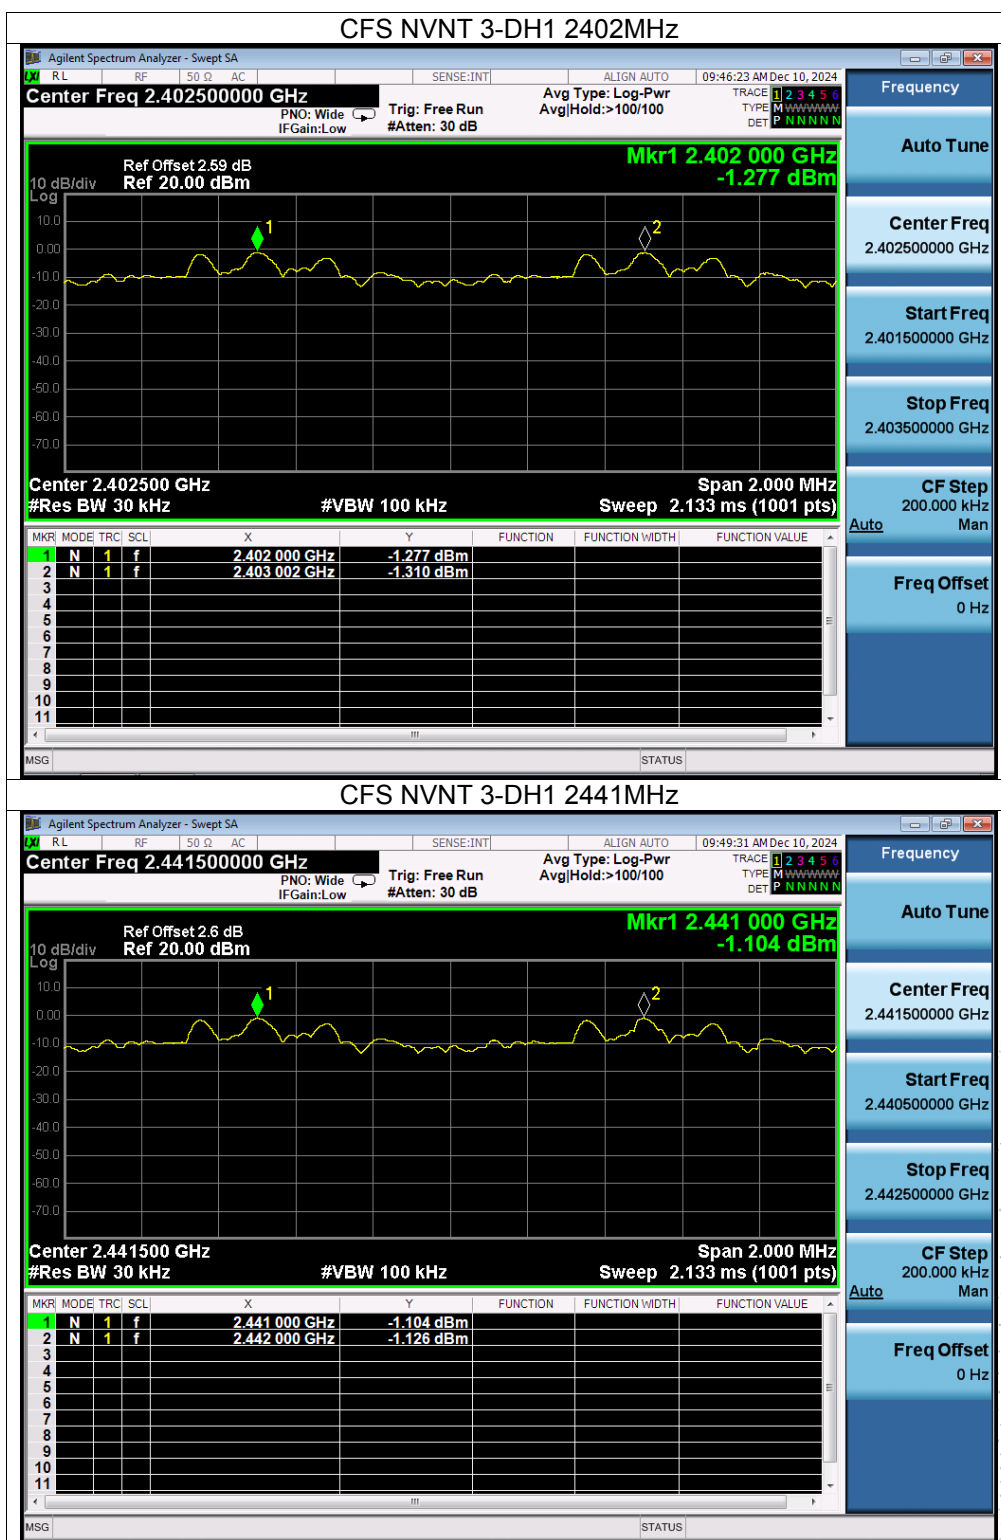 CFS NVNT 3-DH1 2402MHz
Agilent Spectrum Analyzer - Swept SA
LXI RL RF 50 Ω AC SENSE:INT ALIGN AUTO 09:46:23 AM Dec 10, 2024
Center Freq 2.402500000 GHz
PNO: Wide
IFGain:Low
Trig: Free Run
#Atten: 30 dB
Avg Type: Log-Pwr
Avg|Hold:>100/100
TRACE 1 2 3 4 5 6
TYPE M WWWWW
DET P N N N N N
Mkr1 2.402 000 GHz
-1.277 dBm
Ref Offset 2.59 dB
10 dB/div Ref 20.00 dBm
Log
10.0
0.00
-10.0
-20.0
-30.0
-40.0
-50.0
-60.0
-70.0
1
2
Center 2.402500 GHz Span 2.000 MHz
#Res BW 30 kHz #VBW 100 kHz Sweep 2.133 ms (1001 pts)
MKR MODE TRC SCL X Y FUNCTION FUNCTION WIDTH FUNCTION VALUE
1 N 1 f 2.402 000 GHz -1.277 dBm
2 N 1 f 2.403 002 GHz -1.310 dBm
3
4
5
6
7
8
9
10
11
MSG STATUS
Frequency
Auto Tune
Center Freq
2.402500000 GHz
Start Freq
2.401500000 GHz
Stop Freq
2.403500000 GHz
CF Step
200.000 kHz
Auto Man
Freq Offset
0 Hz
CFS NVNT 3-DH1 2441MHz
Agilent Spectrum Analyzer - Swept SA
LXI RL RF 50 Ω AC SENSE:INT ALIGN AUTO 09:49:31 AM Dec 10, 2024
Center Freq 2.441500000 GHz
PNO: Wide
IFGain:Low
Trig: Free Run
#Atten: 30 dB
Avg Type: Log-Pwr
Avg|Hold:>100/100
TRACE 1 2 3 4 5 6
TYPE M WWWWW
DET P N N N N N
Mkr1 2.441 000 GHz
-1.104 dBm
Ref Offset 2.6 dB
10 dB/div Ref 20.00 dBm
Log
10.0
0.00
-10.0
-20.0
-30.0
-40.0
-50.0
-60.0
-70.0
1
2
Center 2.441500 GHz Span 2.000 MHz
#Res BW 30 kHz #VBW 100 kHz Sweep 2.133 ms (1001 pts)
MKR MODE TRC SCL X Y FUNCTION FUNCTION WIDTH FUNCTION VALUE
1 N 1 f 2.441 000 GHz -1.104 dBm
2 N 1 f 2.442 000 GHz -1.126 dBm
3
4
5
6
7
8
9
10
11
MSG STATUS
Frequency
Auto Tune
Center Freq
2.441500000 GHz
Start Freq
2.440500000 GHz
Stop Freq
2.442500000 GHz
CF Step
200.000 kHz
Auto Man
Freq Offset
0 Hz